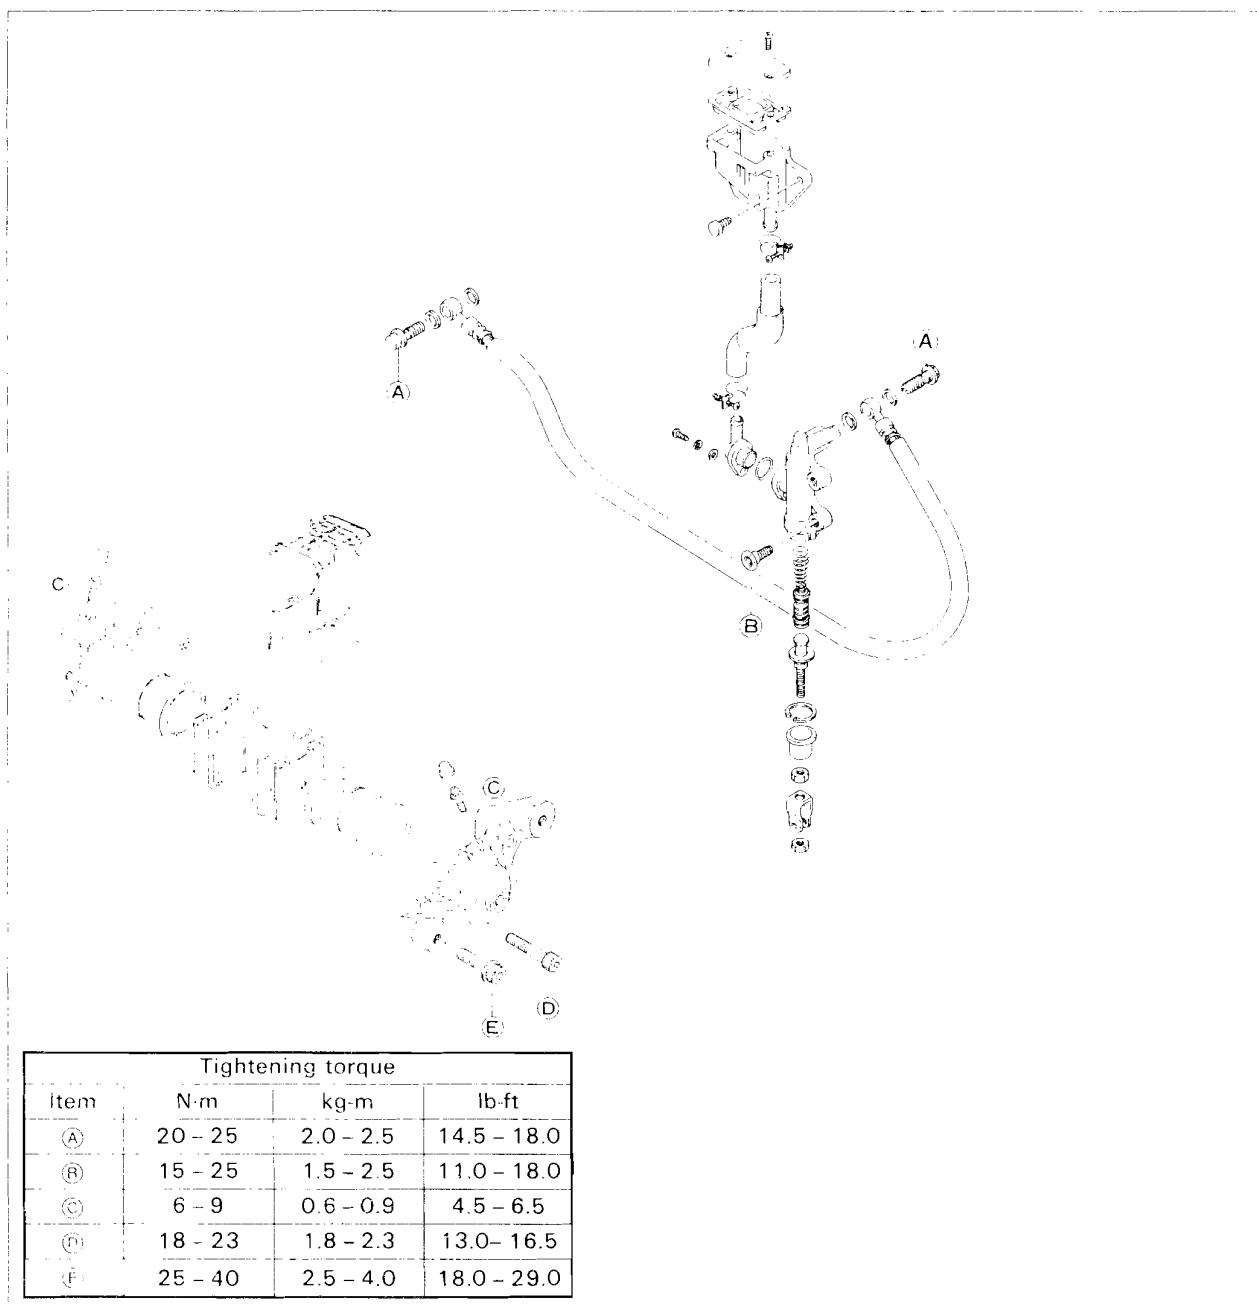 A
A
C
B
C
D
E
Tightening torque
Item N·m kg-m lb-ft
A 20 – 25 2.0 – 2.5 14.5 – 18.0
B 15 – 25 1.5 – 2.5 11.0 – 18.0
C 6 – 9 0.6 – 0.9 4.5 – 6.5
D 18 – 23 1.8 – 2.3 13.0 – 16.5
E 25 – 40 2.5 – 4.0 18.0 – 29.0